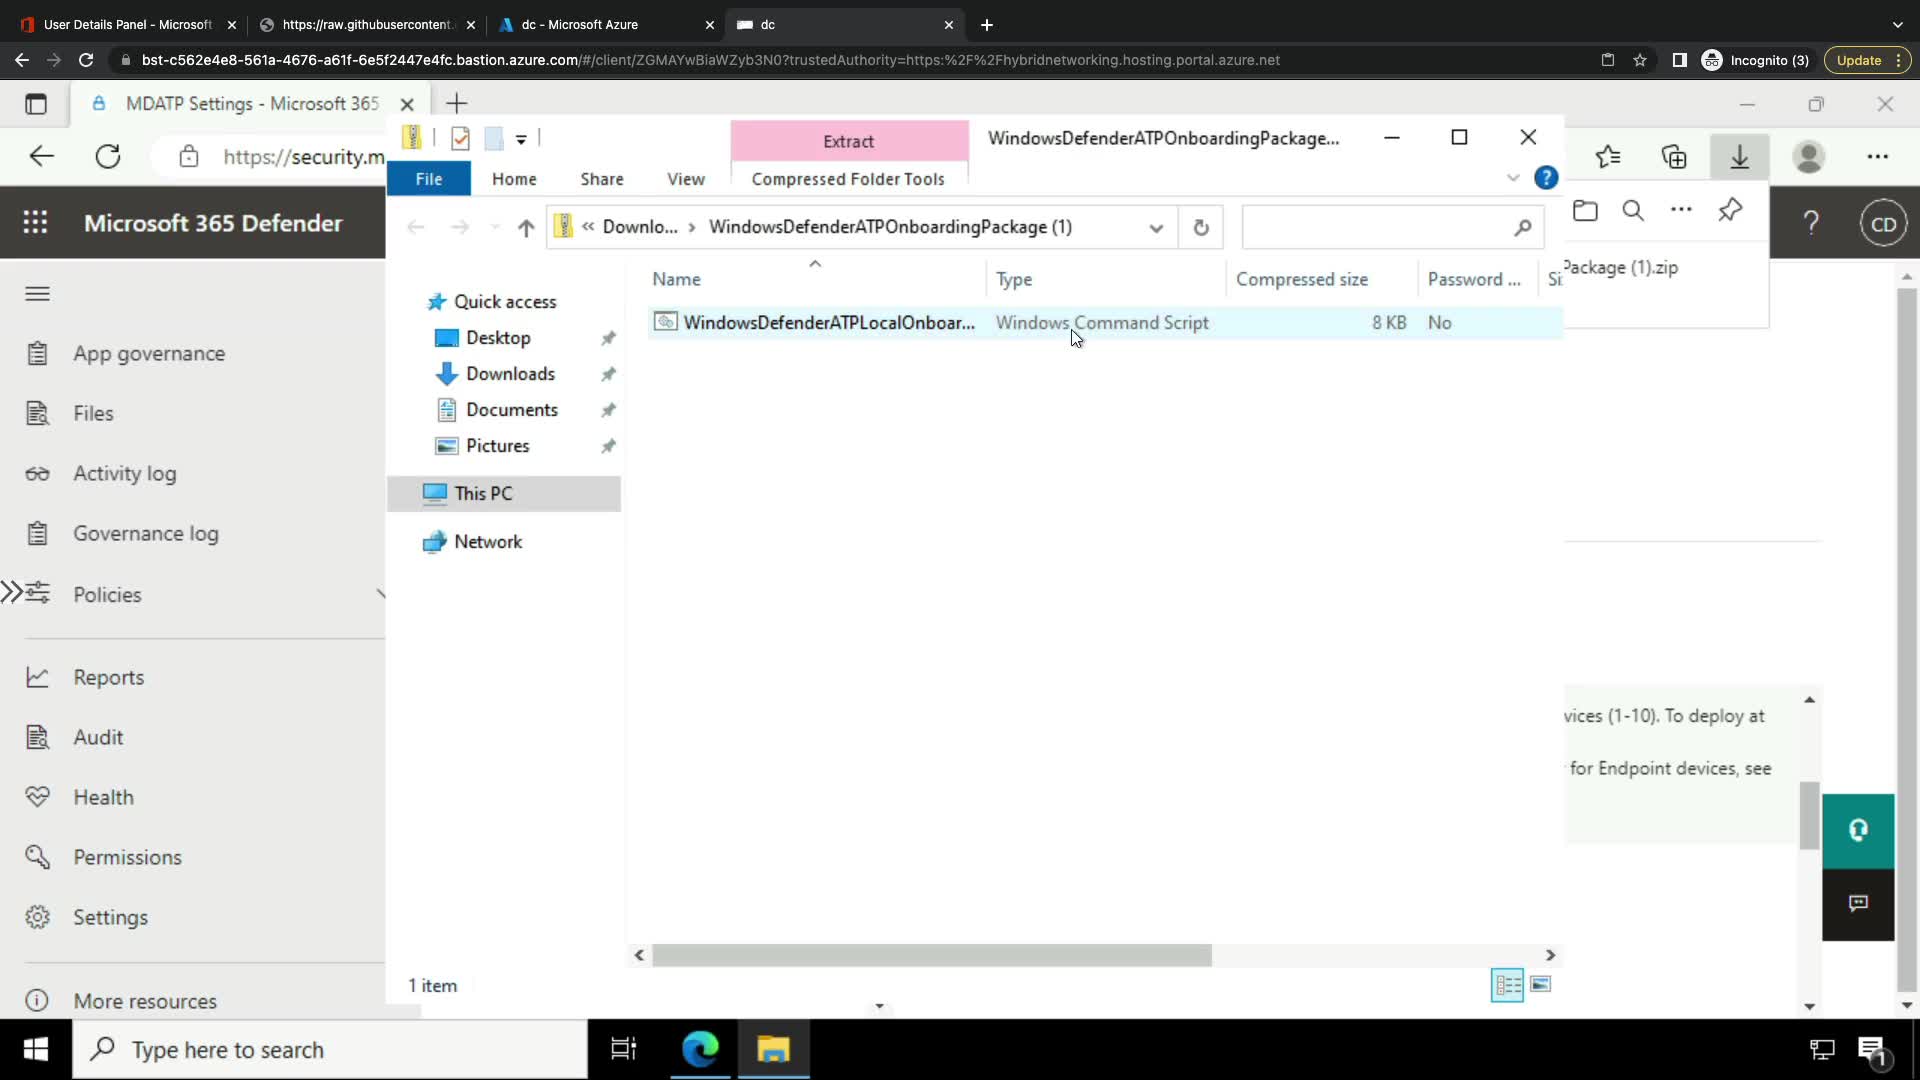 User Details Panel - Microsoft
https://raw.githubusercontent.
dc - Microsoft Azure
dc
bst-c562e4e8-561a-4676-a61f-6e5f2447e4fc.bastion.azure.com/#/client/ZGMAYwBiaWZyb3N0?trustedAuthority=https:%2F%2Fhybridnetworking.hosting.portal.azure.net
Incognito (3)
Update
MDATP Settings - Microsoft 365
https://security.m
Extract
WindowsDefenderATPOnboardingPackage...
File
Home
Share
View
Compressed Folder Tools
?
Microsoft 365 Defender
« Downlo... › WindowsDefenderATPOnboardingPackage (1)
?
CD
Package (1).zip
Name
Type
Compressed size
Password ...
Si
WindowsDefenderATPLocalOnboar...
Windows Command Script
8 KB
No
Quick access
Desktop
Downloads
Documents
Pictures
This PC
Network
App governance
Files
Activity log
Governance log
Policies
Reports
Audit
Health
Permissions
Settings
More resources
vices (1-10). To deploy at
for Endpoint devices, see
1 item
Type here to search
1